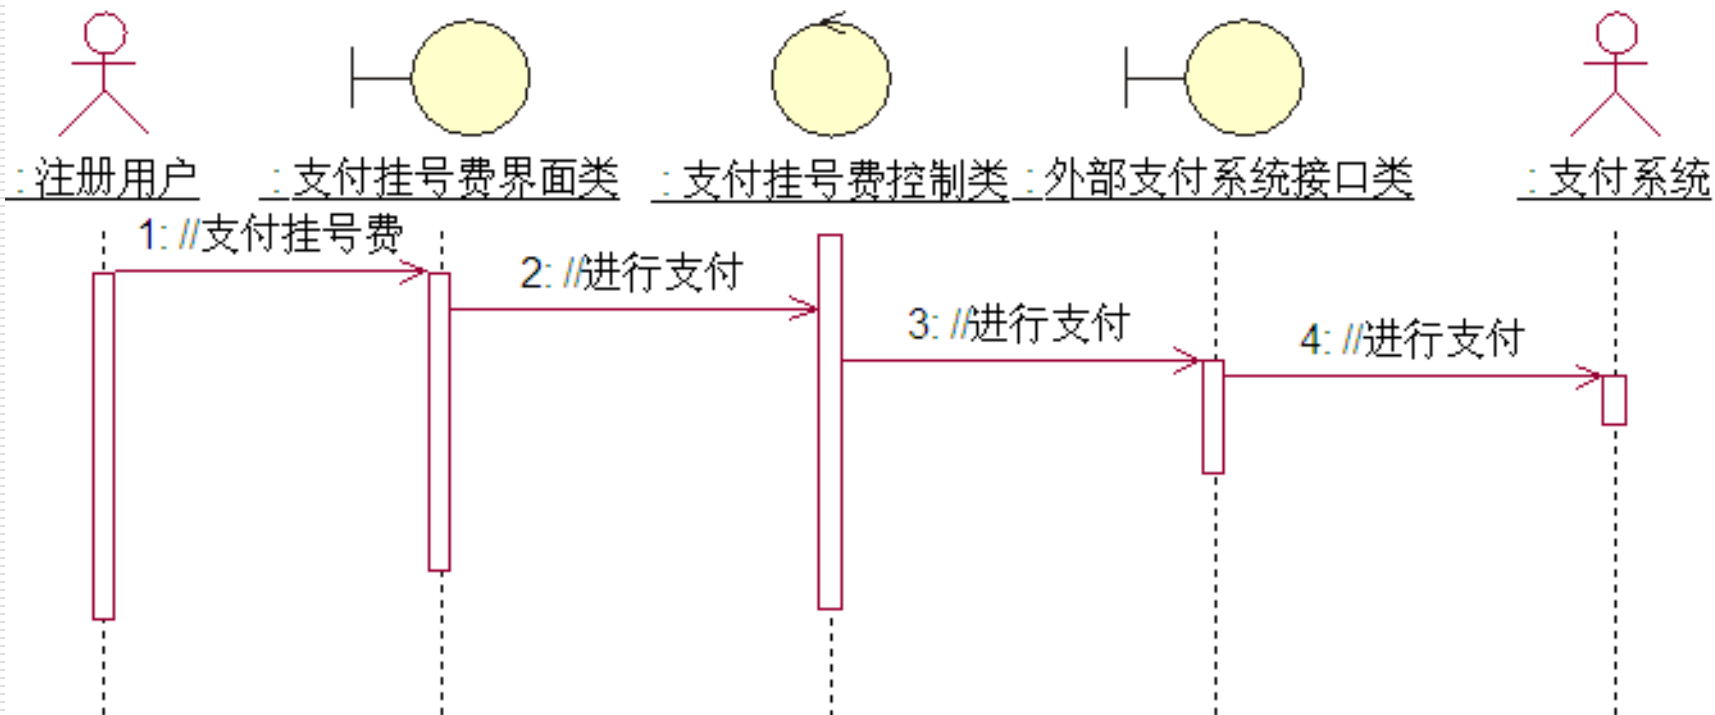 : 注册用户
: 支付挂号费界面类
: 支付挂号费控制类
: 外部支付系统接口类
: 支付系统
1: //支付挂号费
2: //进行支付
3: //进行支付
4: //进行支付